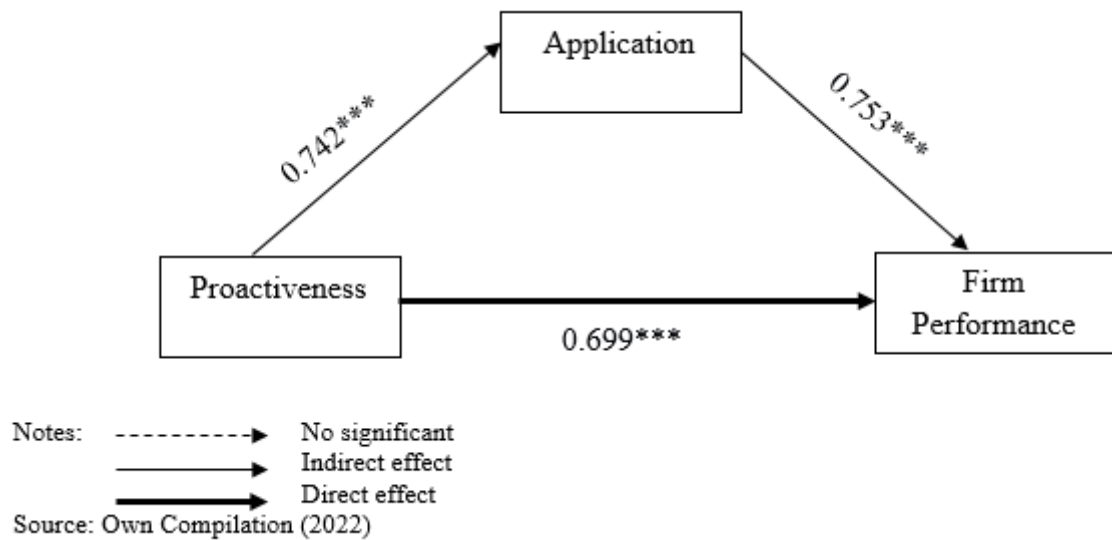 Application
0.742***
0.753***
Proactiveness
Firm
Performance
0.699***
Notes:
No significant
Indirect effect
Direct effect
Source: Own Compilation (2022)